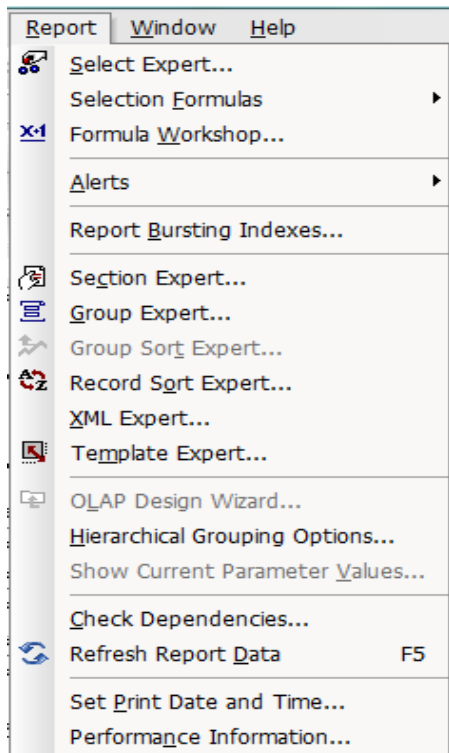 Report Window Help
Select Expert...
Selection Formulas
X+1 Formula Workshop...
Alerts
Report Bursting Indexes...
Section Expert...
Group Expert...
Group Sort Expert...
A Z Record Sort Expert...
XML Expert...
Template Expert...
OLAP Design Wizard...
Hierarchical Grouping Options...
Show Current Parameter Values...
Check Dependencies...
Refresh Report Data F5
Set Print Date and Time...
Performance Information...